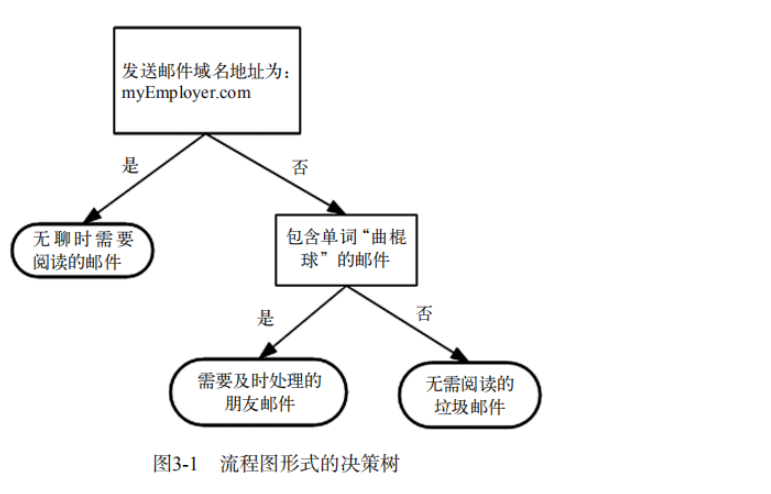 发送邮件域名地址为：
myEmployer.com
是
否
无聊时需要
阅读的邮件
包含单词“曲棍
球”的邮件
是
否
需要及时处理的
朋友邮件
无需阅读的
垃圾邮件
图3-1 流程图形式的决策树